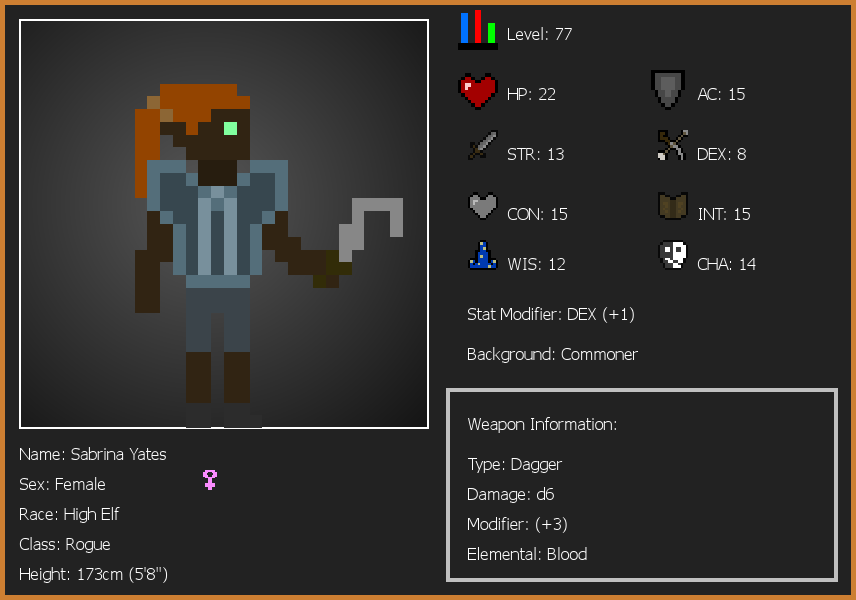 Level: 77
HP: 22
AC: 15
STR: 13
DEX: 8
CON: 15
INT: 15
WIS: 12
CHA: 14
Stat Modifier: DEX (+1)
Background: Commoner
Weapon Information:
Type: Dagger
Damage: d6
Modifier: (+3)
Elemental: Blood
Name: Sabrina Yates
Sex: Female
Race: High Elf
Class: Rogue
Height: 173cm (5'8")